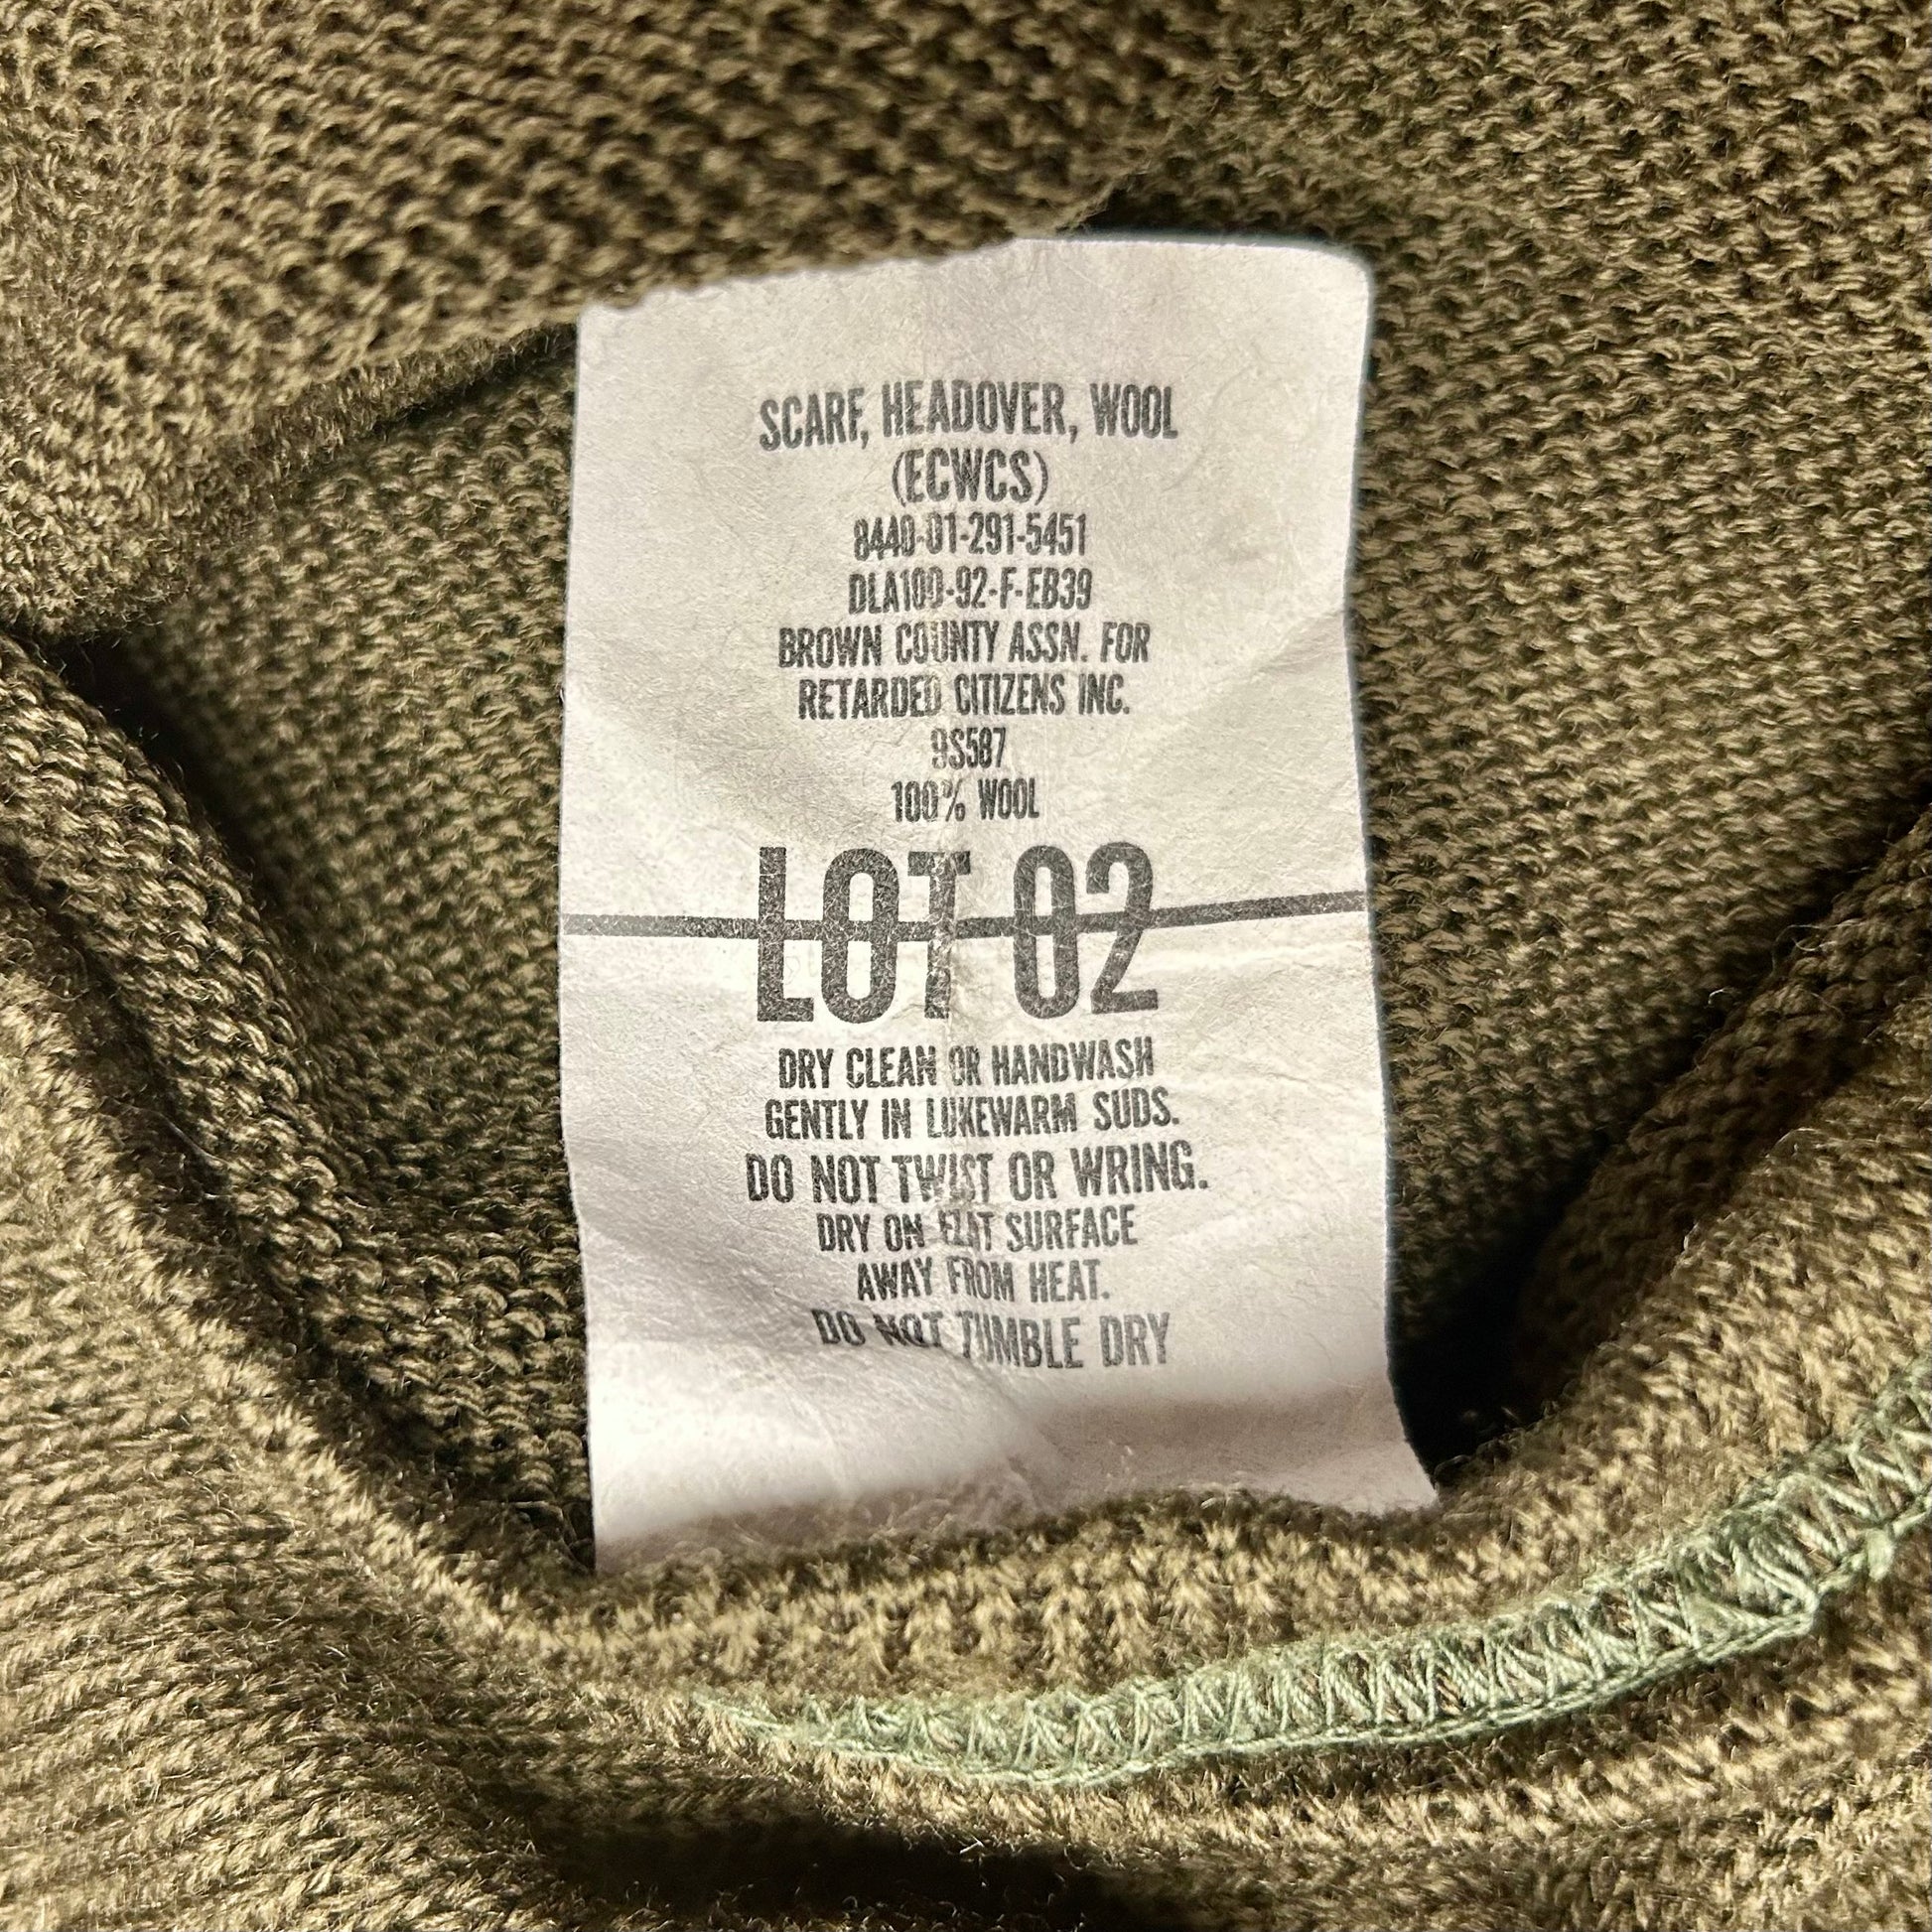 SCARF, HEADOVER, WOOL
(ECWCS)
8440-01-291-5451
DLA100-92-F-EB39
BROWN COUNTY ASSN. FOR
RETARDED CITIZENS INC.
9S587
100% WOOL
LOT 02
DRY CLEAN OR HANDWASH
GENTLY IN LUKEWARM SUDS.
DO NOT TWIST OR WRING.
DRY ON FLAT SURFACE
AWAY FROM HEAT.
DO NOT TUMBLE DRY